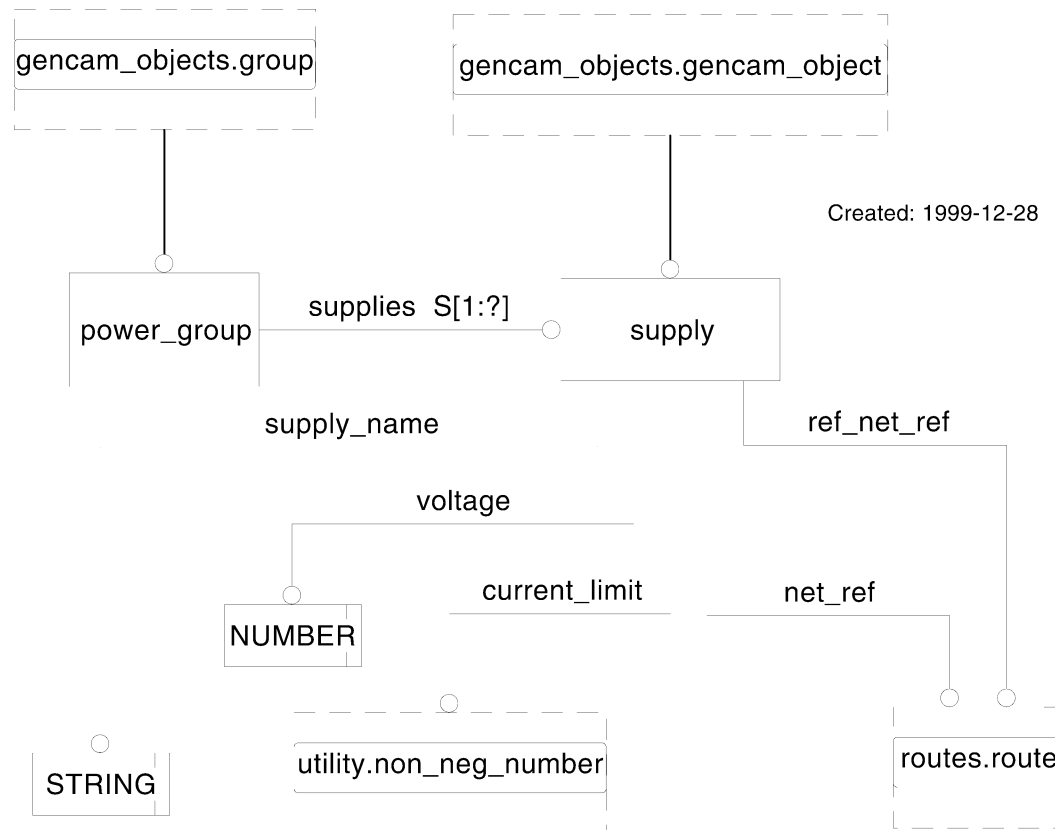 gencam_objects.group
gencam_objects.gencam_object
Created: 1999-12-28
supplies S[1:?]
power_group
supply
supply_name
ref_net_ref
voltage
current_limit
net_ref
NUMBER
utility.non_neg_number
routes.route
STRING